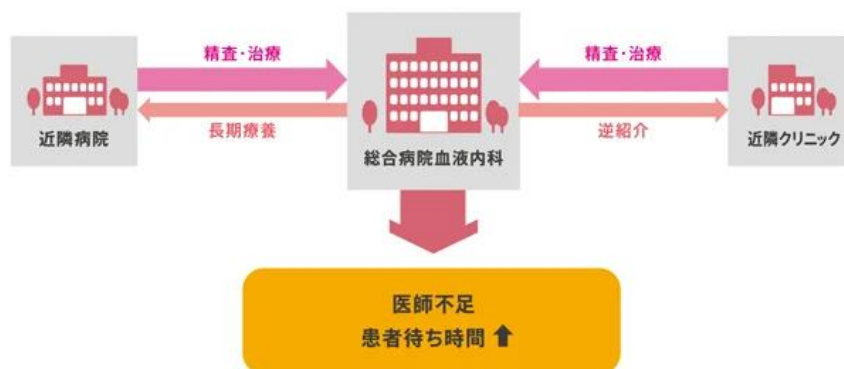 精査・治療
精査・治療
近隣病院
長期療養
総合病院血液内科
逆紹介
近隣クリニック
医師不足
患者待ち時間